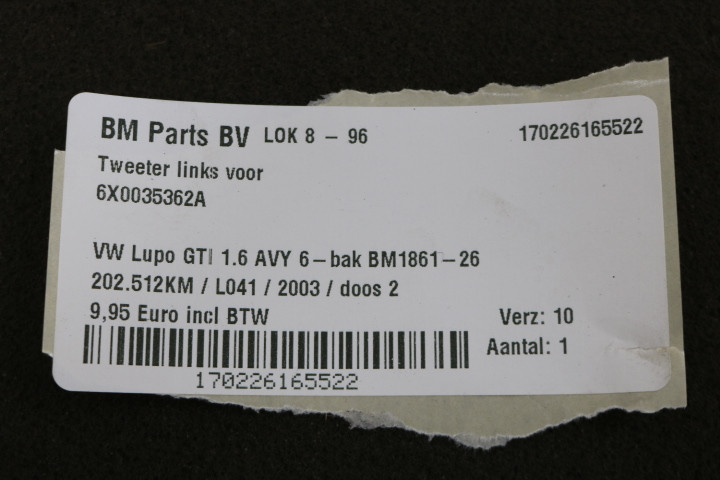 BM Parts BV LOK 8 - 96 170226165522
Tweeter links voor
6X0035362A
VW Lupo GTI 1.6 AVY 6-bak BM1861-26
202.512KM / L041 / 2003 / doos 2
9,95 Euro incl BTW Verz: 10
Aantal: 1
170226165522